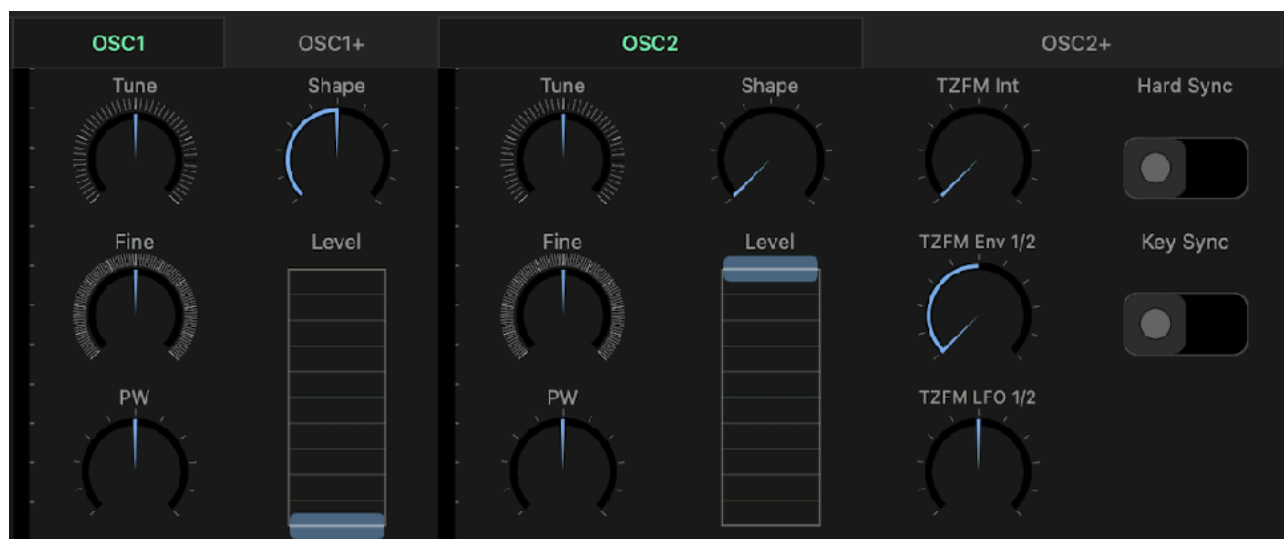 OSC1 OSC1+ OSC2 OSC2+
Tune Shape Tune Shape TZFM Int Hard Sync
Fine Level Fine Level TZFM Env 1/2 Key Sync
PW PW TZFM LFO 1/2